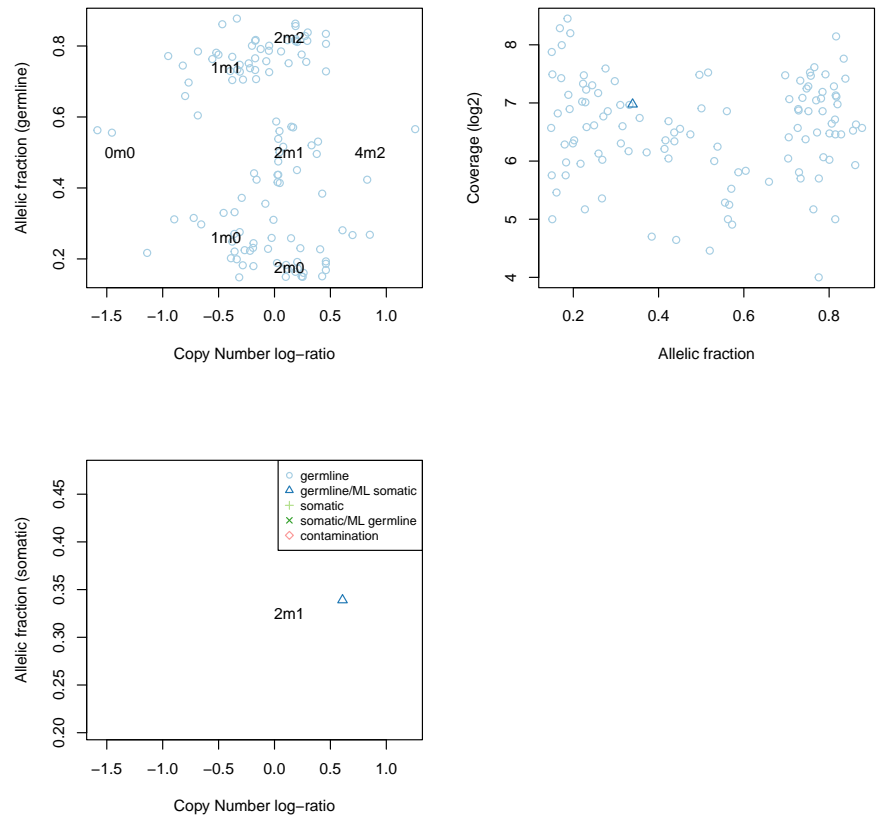 Allelic fraction (germline)
0.2 0.4 0.6 0.8
2m2
1m1
0m0
2m1
4m2
1m0
2m0
−1.5 −1.0 −0.5 0.0 0.5 1.0
Copy Number log−ratio
Coverage (log2)
4 5 6 7 8
0.2 0.4 0.6 0.8
Allelic fraction
Allelic fraction (somatic)
0.20 0.25 0.30 0.35 0.40 0.45
germline
germline/ML somatic
somatic
somatic/ML germline
contamination
2m1
−1.5 −1.0 −0.5 0.0 0.5 1.0
Copy Number log−ratio